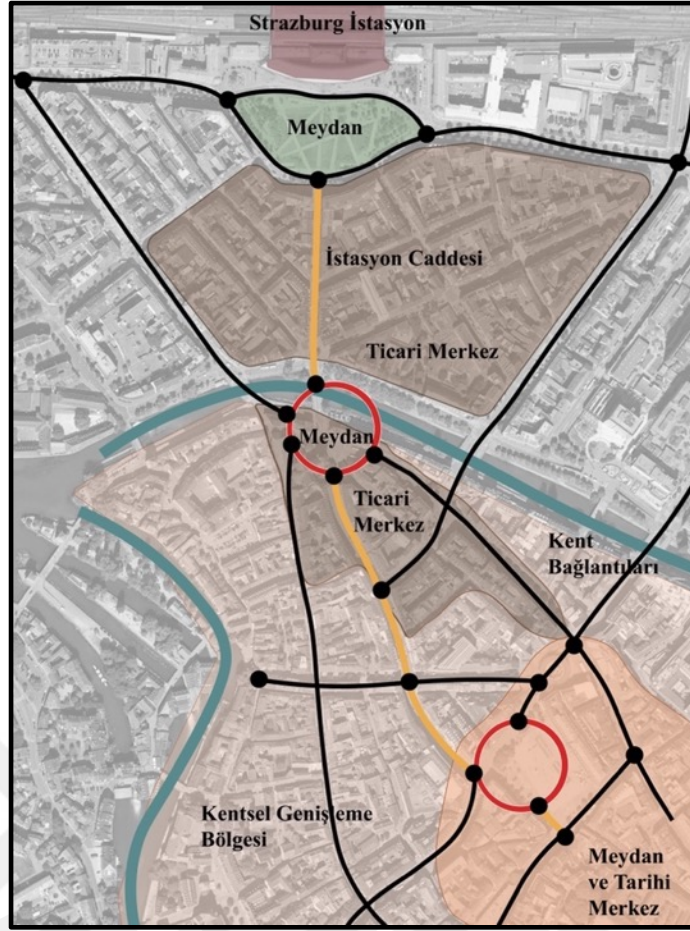 Strazburg İstasyon
Meydan
İstasyon Caddesi
Ticari Merkez
Meydan
Ticari
Merkez
Kent
Bağlantıları
Kentsel Genişleme
Bölgesi
Meydan
ve Tarihi
Merkez